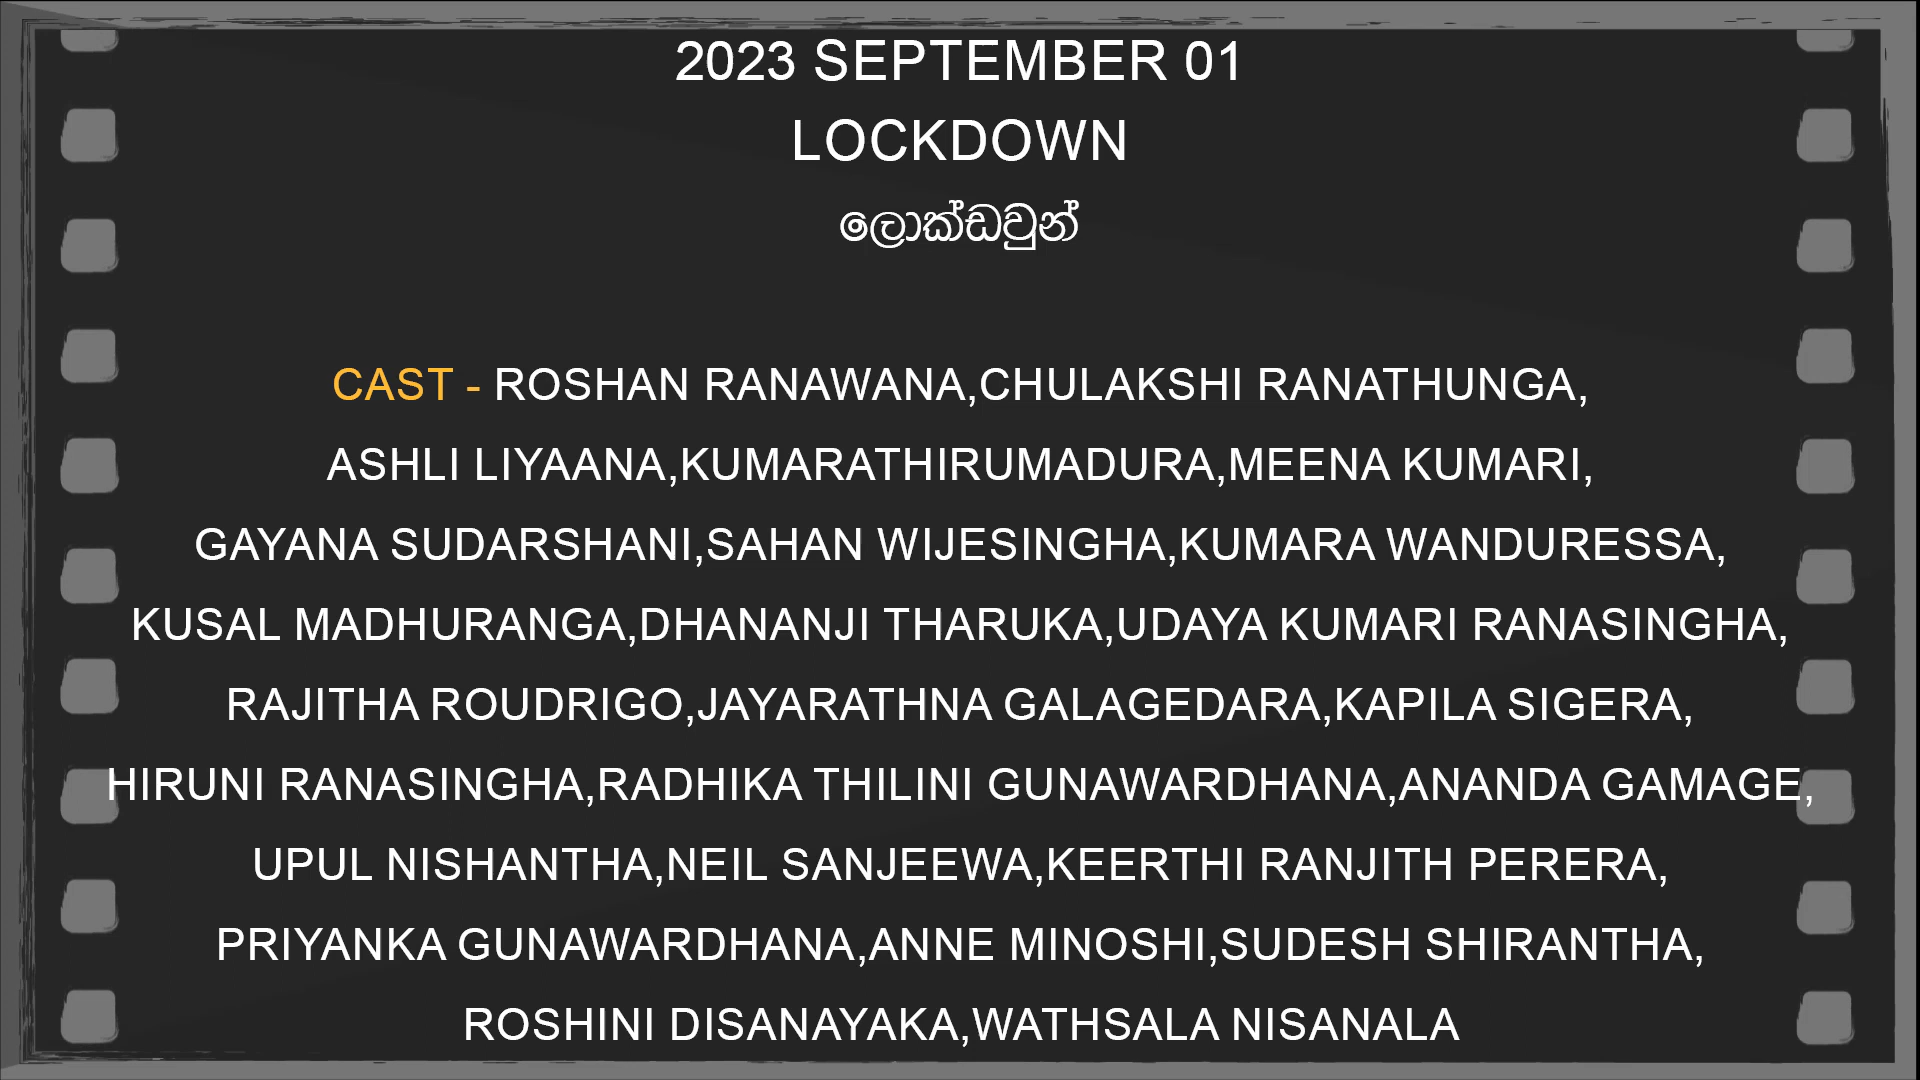 2023 SEPTEMBER 01
LOCKDOWN
ලොක්ඩවුන්
CAST - ROSHAN RANAWANA,CHULAKSHI RANATHUNGA,
ASHLI LIYAANA,KUMARATHIRUMADURA,MEENA KUMARI,
GAYANA SUDARSHANI,SAHAN WIJESINGHA,KUMARA WANDURESSA,
KUSAL MADHURANGA,DHANANJI THARUKA,UDAYA KUMARI RANASINGHA,
RAJITHA ROUDRIGO,JAYARATHNA GALAGEDARA,KAPILA SIGERA,
HIRUNI RANASINGHA,RADHIKA THILINI GUNAWARDHANA,ANANDA GAMAGE,
UPUL NISHANTHA,NEIL SANJEEWA,KEERTHI RANJITH PERERA,
PRIYANKA GUNAWARDHANA,ANNE MINOSHI,SUDESH SHIRANTHA,
ROSHINI DISANAYAKA,WATHSALA NISANALA